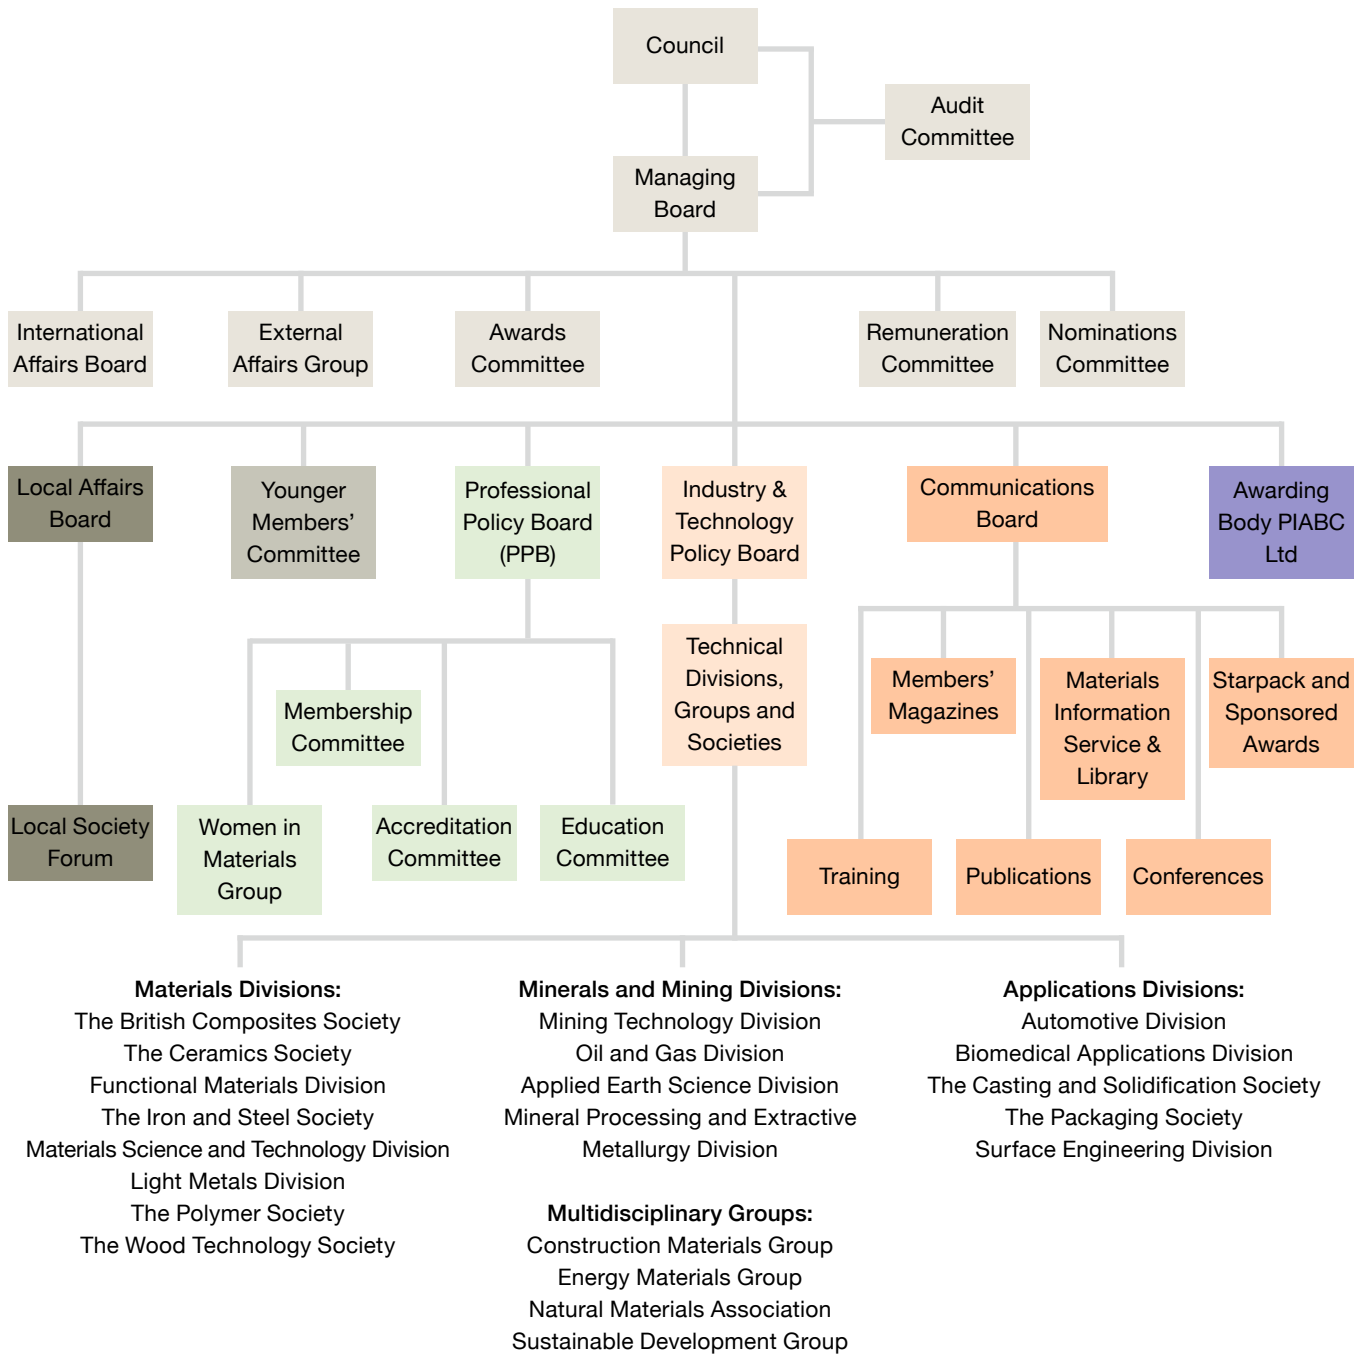 Council
Audit
Committee
Managing
Board
International
Affairs Board
External
Affairs Group
Awards
Committee
Remuneration
Committee
Nominations
Committee
Local Affairs
Board
Younger
Members’
Committee
Professional
Policy Board
(PPB)
Industry &
Technology
Policy Board
Communications
Board
Awarding
Body PIABC
Ltd
Technical
Divisions,
Groups and
Societies
Membership
Committee
Members’
Magazines
Materials
Information
Service &
Library
Starpack and
Sponsored
Awards
Local Society
Forum
Women in
Materials
Group
Accreditation
Committee
Education
Committee
Training
Publications
Conferences
Materials Divisions:
The British Composites Society
The Ceramics Society
Functional Materials Division
The Iron and Steel Society
Materials Science and Technology Division
Light Metals Division
The Polymer Society
The Wood Technology Society
Minerals and Mining Divisions:
Mining Technology Division
Oil and Gas Division
Applied Earth Science Division
Mineral Processing and Extractive
Metallurgy Division
Multidisciplinary Groups:
Construction Materials Group
Energy Materials Group
Natural Materials Association
Sustainable Development Group
Applications Divisions:
Automotive Division
Biomedical Applications Division
The Casting and Solidification Society
The Packaging Society
Surface Engineering Division